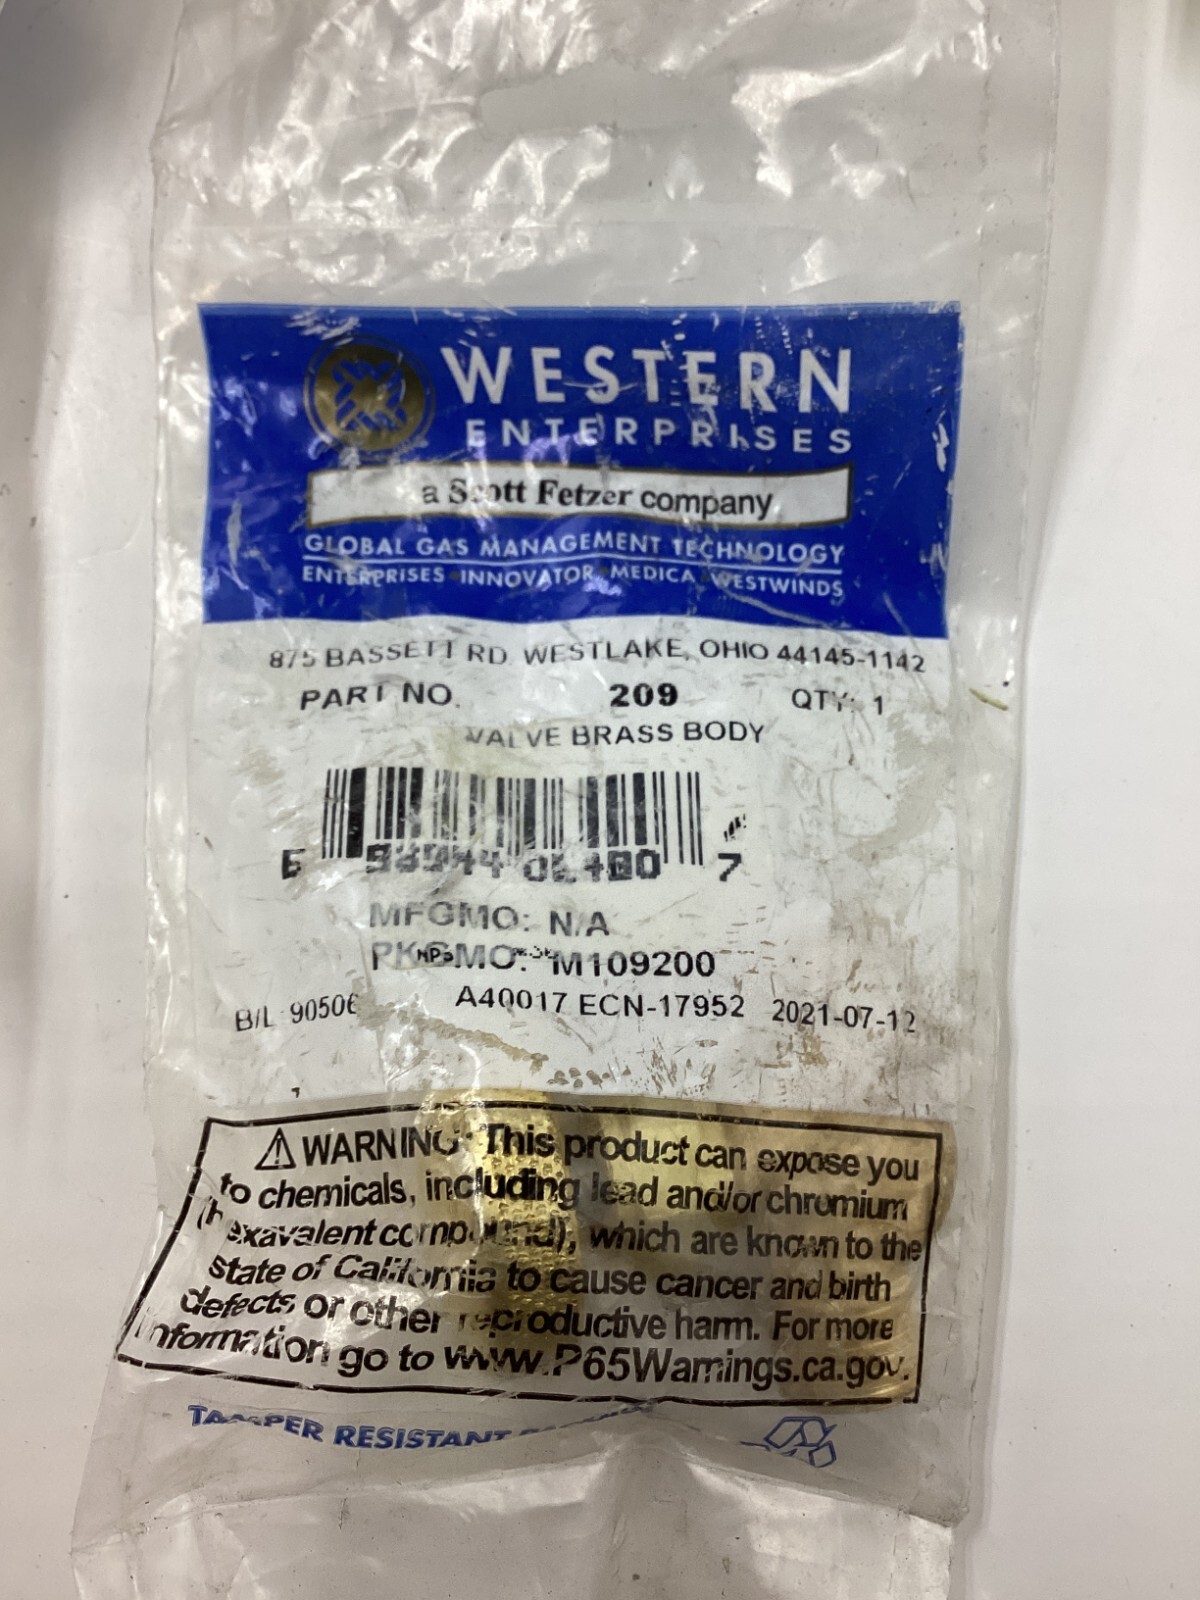 WESTERN
ENTERPRISES
a Scott Fetzer company
GLOBAL GAS MANAGEMENT TECHNOLOGY
ENTERPRISES • INNOVATOR • MEDICA • WESTWINDS
875 BASSETT RD WESTLAKE, OHIO 44145-1142
PART NO. 209 QTY: 1
VALVE BRASS BODY
7
MFGMO: N/A
PKGMO: M109200
B/L 90506 A40017 ECN-17952 2021-07-12
⚠ WARNING: This product can expose you
to chemicals, including lead and/or chromium
(hexavalent compound), which are known to the
state of California to cause cancer and birth
defects or other reproductive harm. For more
information go to www.P65Warnings.ca.gov.
TAMPER RESISTANT